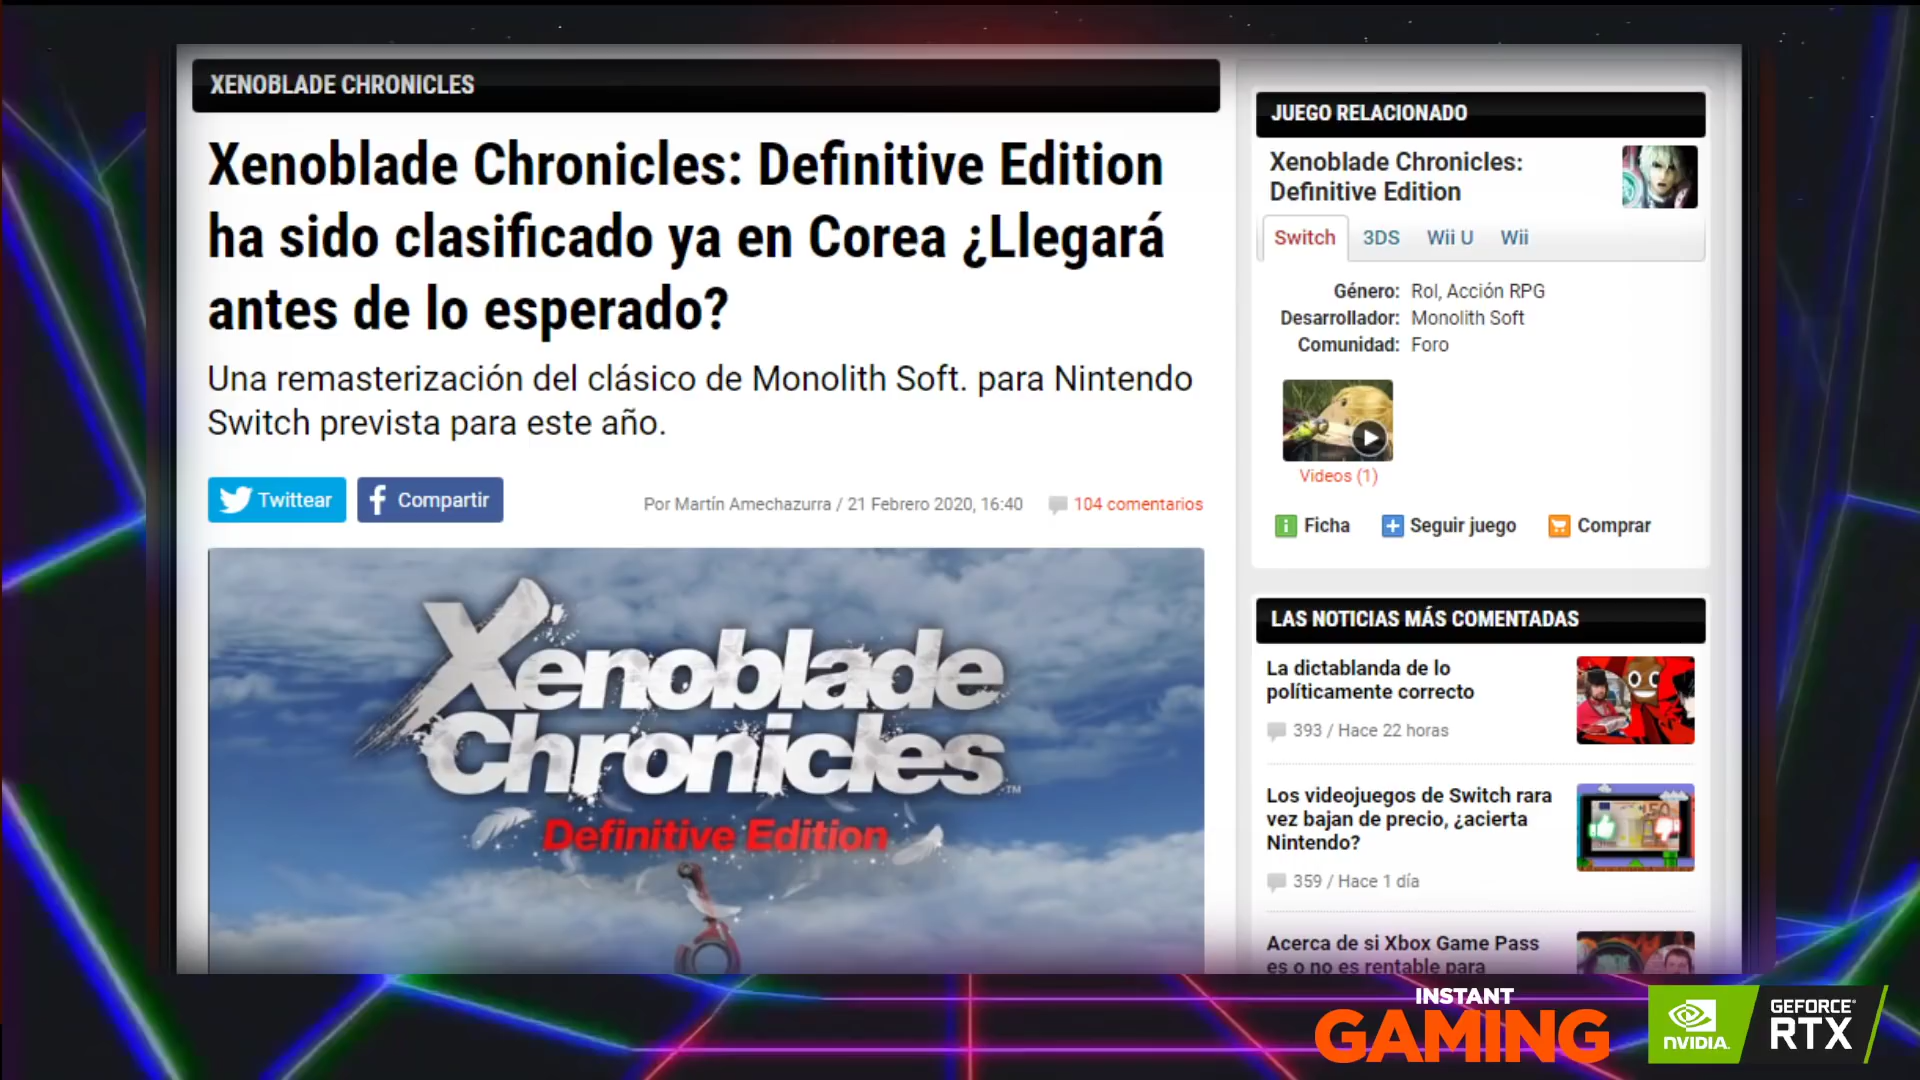 XENOBLADE CHRONICLES
Xenoblade Chronicles: Definitive Edition
ha sido clasificado ya en Corea ¿Llegará
antes de lo esperado?
Una remasterización del clásico de Monolith Soft. para Nintendo
Switch prevista para este año.
Twittear
Compartir
Por Martín Amechazurra / 21 Febrero 2020, 16:40
104 comentarios
Xenoblade
Chronicles™
Definitive Edition
JUEGO RELACIONADO
Xenoblade Chronicles:
Definitive Edition
Switch 3DS Wii U Wii
Género: Rol, Acción RPG
Desarrollador: Monolith Soft
Comunidad: Foro
Videos (1)
Ficha Seguir juego Comprar
LAS NOTICIAS MÁS COMENTADAS
La dictablanda de lo
políticamente correcto
393 / Hace 22 horas
Los videojuegos de Switch rara
vez bajan de precio, ¿acierta
Nintendo?
359 / Hace 1 día
Acerca de si Xbox Game Pass
es o no es rentable para
INSTANT
GAMING
NVIDIA.
GEFORCE®
RTX